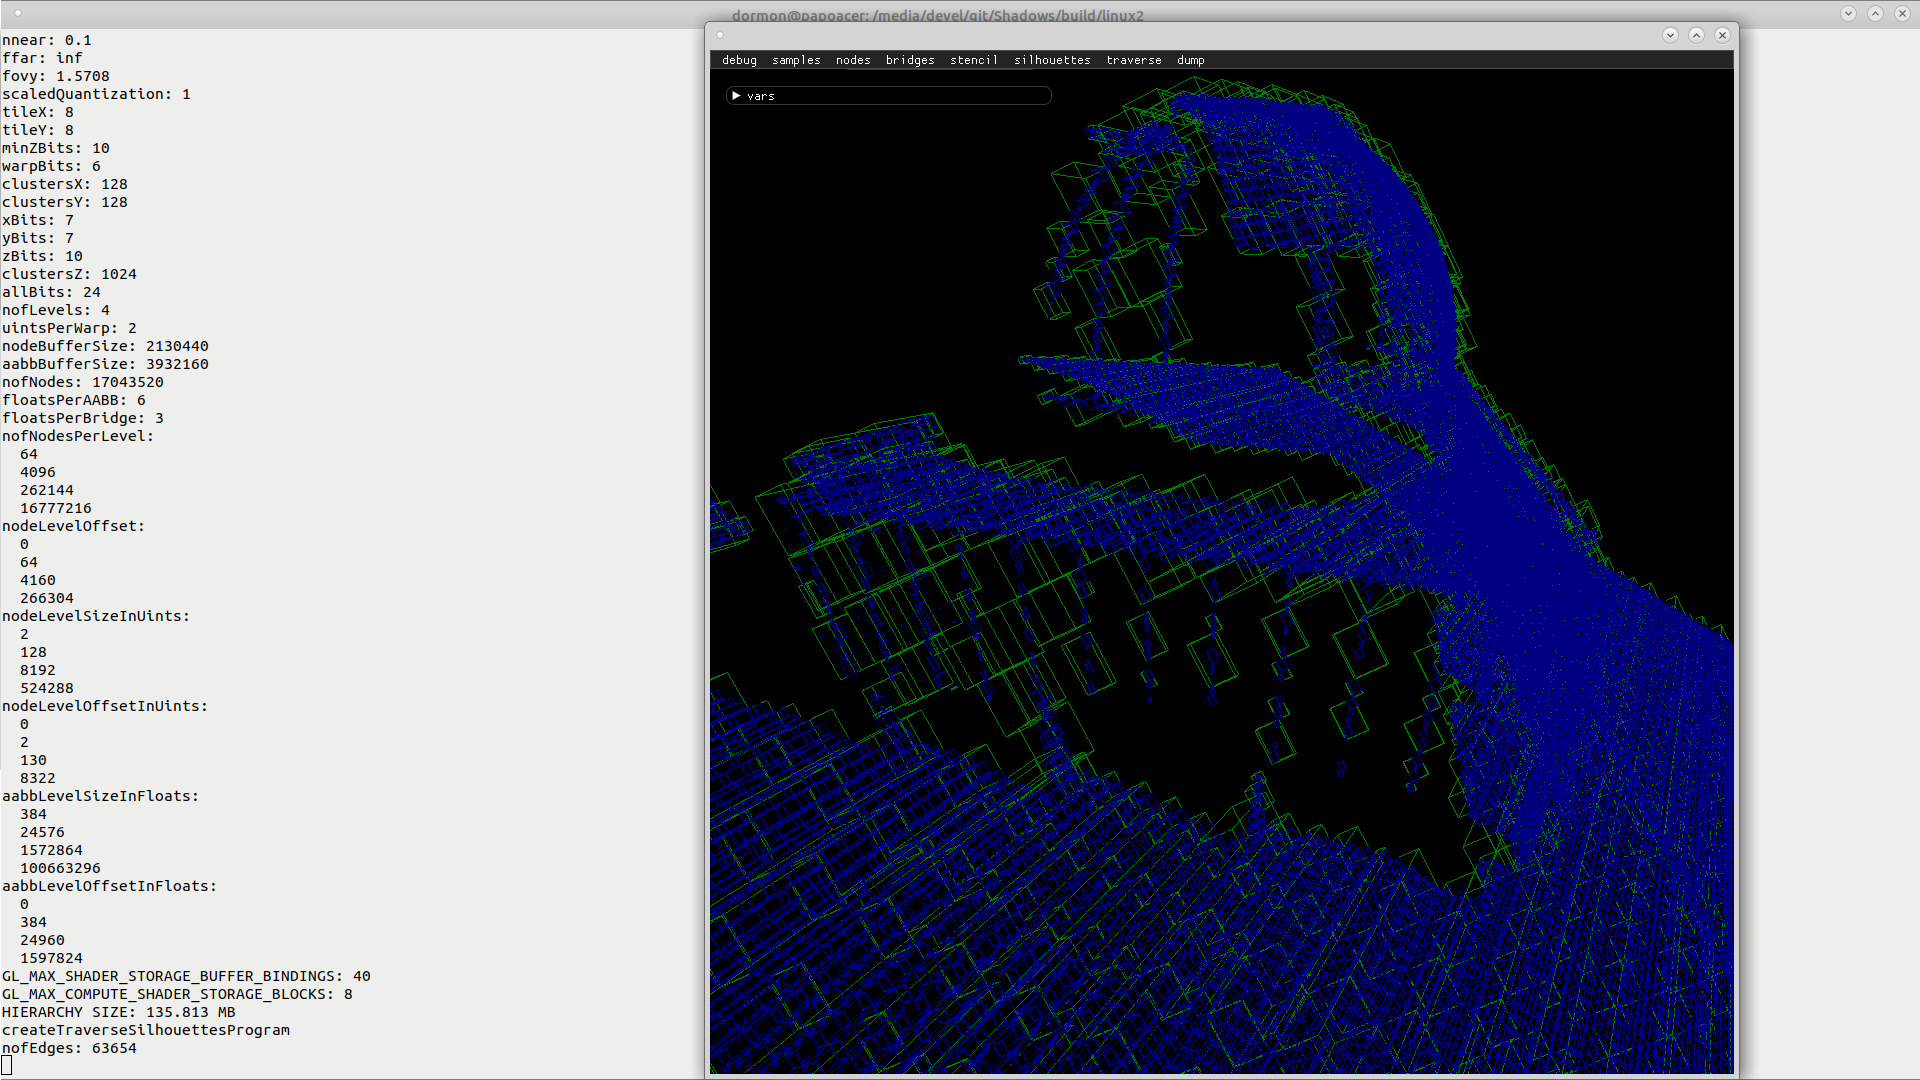 dormon@papoacer: /media/devel/git/Shadows/build/linux2
nnear: 0.1
ffar: inf
fovy: 1.5708
scaledQuantization: 1
tileX: 8
tileY: 8
minZBits: 10
warpBits: 6
clustersX: 128
clustersY: 128
xBits: 7
yBits: 7
zBits: 10
clustersZ: 1024
allBits: 24
nofLevels: 4
uintsPerWarp: 2
nodeBufferSize: 2130440
aabbBufferSize: 3932160
nofNodes: 17043520
floatsPerAABB: 6
floatsPerBridge: 3
nofNodesPerLevel:
64
4096
262144
16777216
nodeLevelOffset:
0
64
4160
266304
nodeLevelSizeInUints:
2
128
8192
524288
nodeLevelOffsetInUints:
0
2
130
8322
aabbLevelSizeInFloats:
384
24576
1572864
100663296
aabbLevelOffsetInFloats:
0
384
24960
1597824
GL_MAX_SHADER_STORAGE_BUFFER_BINDINGS: 40
GL_MAX_COMPUTE_SHADER_STORAGE_BLOCKS: 8
HIERARCHY SIZE: 135.813 MB
createTraverseSilhouettesProgram
nofEdges: 63654
debug samples nodes bridges stencil silhouettes traverse dump
vars